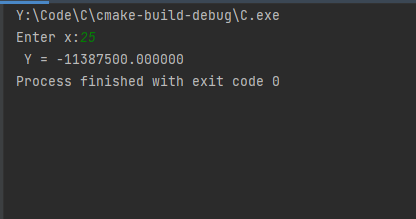 Y:\Code\C\cmake-build-debug\C.exe
Enter x:25
Y = -11387500.000000
Process finished with exit code 0